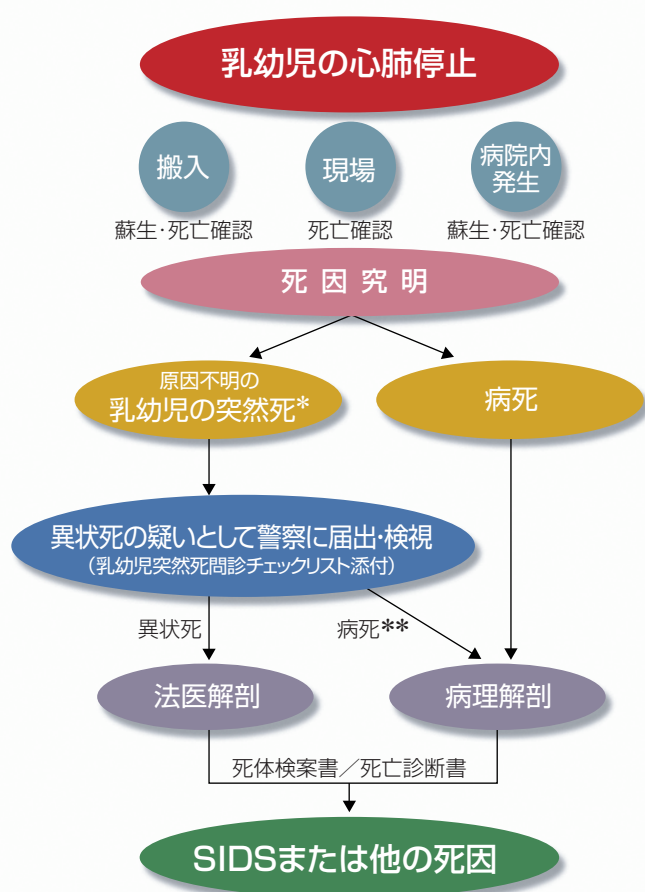 乳幼児の心肺停止
搬入
現場
病院内
発生
蘇生・死亡確認
死亡確認
蘇生・死亡確認
死因究明
原因不明の
乳幼児の突然死*
病死
異状死の疑いとして警察に届出・検視
（乳幼児突然死問診チェックリスト添付）
異状死
病死**
法医解剖
病理解剖
死体検案書／死亡診断書
SIDSまたは他の死因